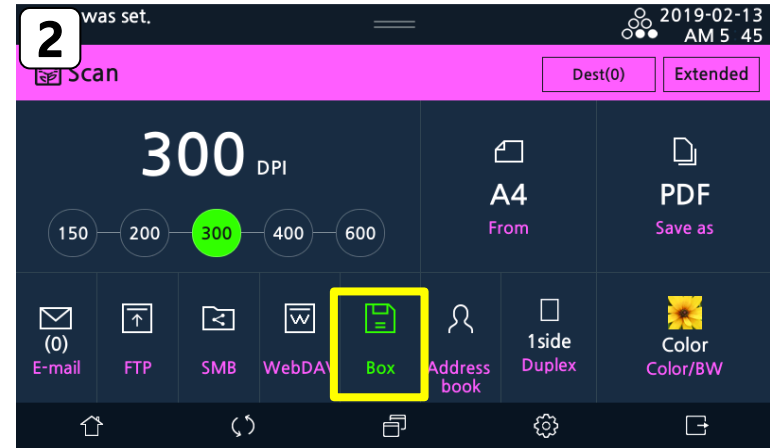 2
was set.
2019-02-13
AM 5 45
Scan
Dest(0)
Extended
300 DPI
150
200
300
400
600
A4
From
PDF
Save as
(0)
E-mail
FTP
SMB
WebDAV
Box
Address
book
1side
Duplex
Color
Color/BW